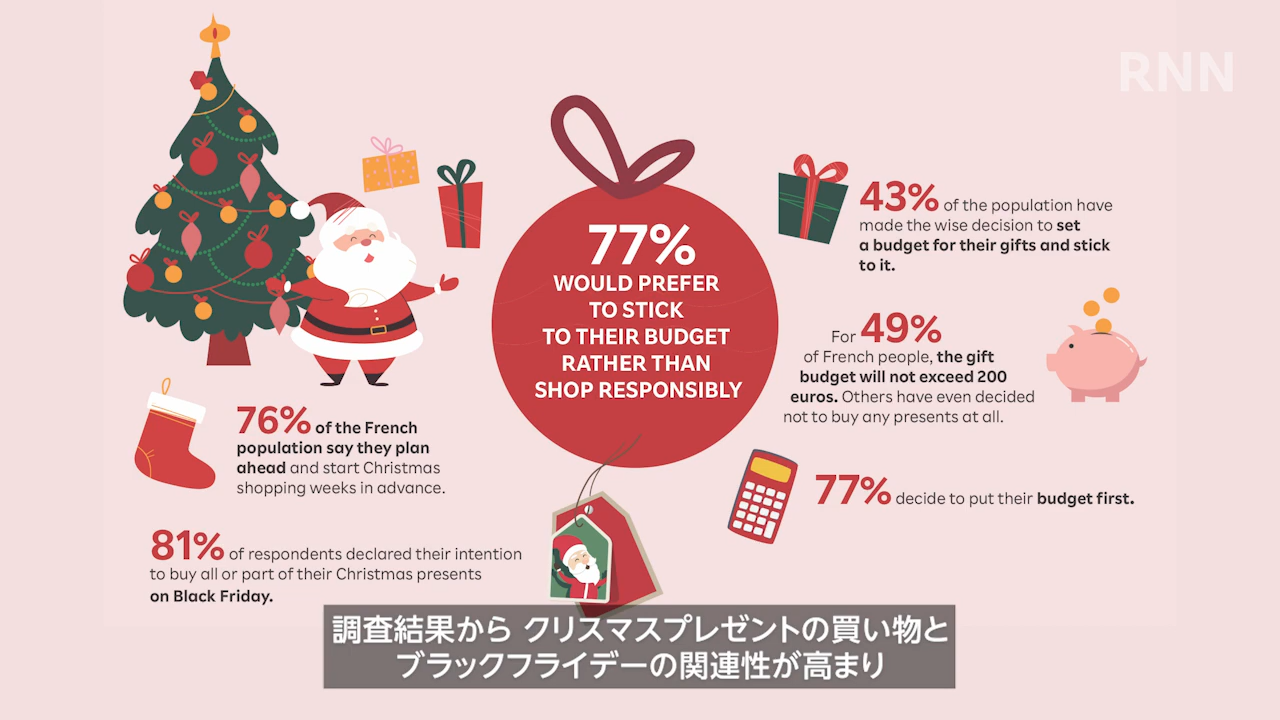 RNN
77%
WOULD PREFER
TO STICK
TO THEIR BUDGET
RATHER THAN
SHOP RESPONSIBLY
76% of the French
population say they plan
ahead and start Christmas
shopping weeks in advance.
81% of respondents declared their intention
to buy all or part of their Christmas presents
on Black Friday.
43% of the population have
made the wise decision to set
a budget for their gifts and stick
to it.
For 49%
of French people, the gift
budget will not exceed 200
euros. Others have even decided
not to buy any presents at all.
77% decide to put their budget first.
調査結果から クリスマスプレゼントの買い物と
ブラックフライデーの関連性が高まり